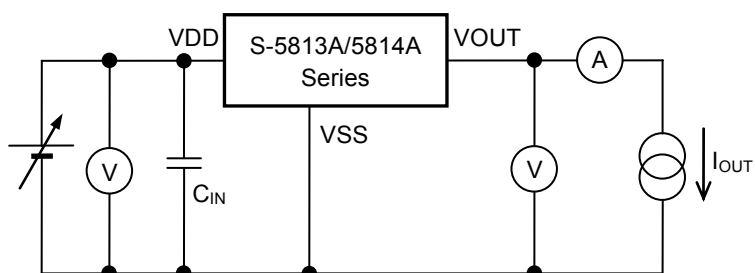 VDD
S-5813A/5814A
Series
VOUT
A
VSS
V
CIN
V
IOUT